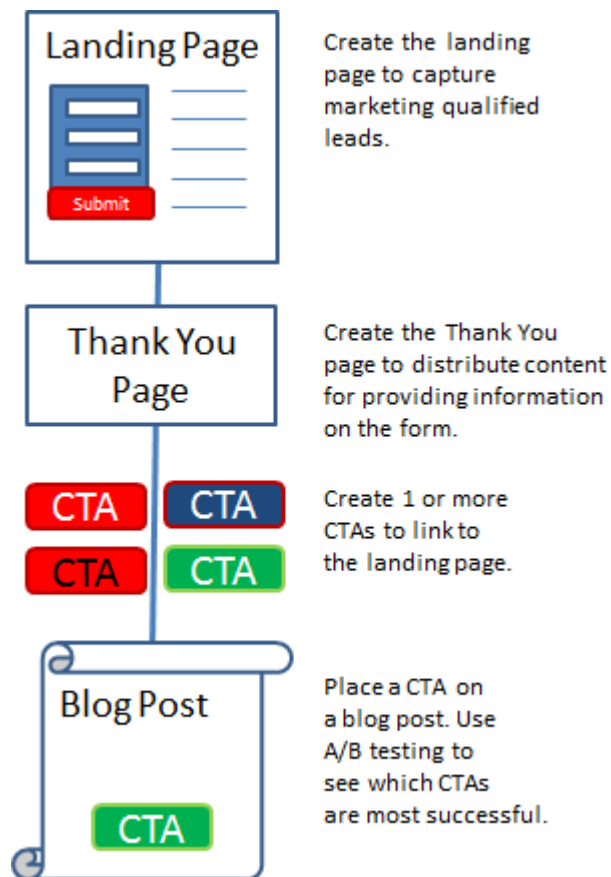 Landing Page
Submit
Create the landing
page to capture
marketing qualified
leads.
Thank You
Page
Create the Thank You
page to distribute content
for providing information
on the form.
CTA
CTA
CTA
CTA
Create 1 or more
CTAs to link to
the landing page.
Blog Post
CTA
Place a CTA on
a blog post. Use
A/B testing to
see which CTAs
are most successful.